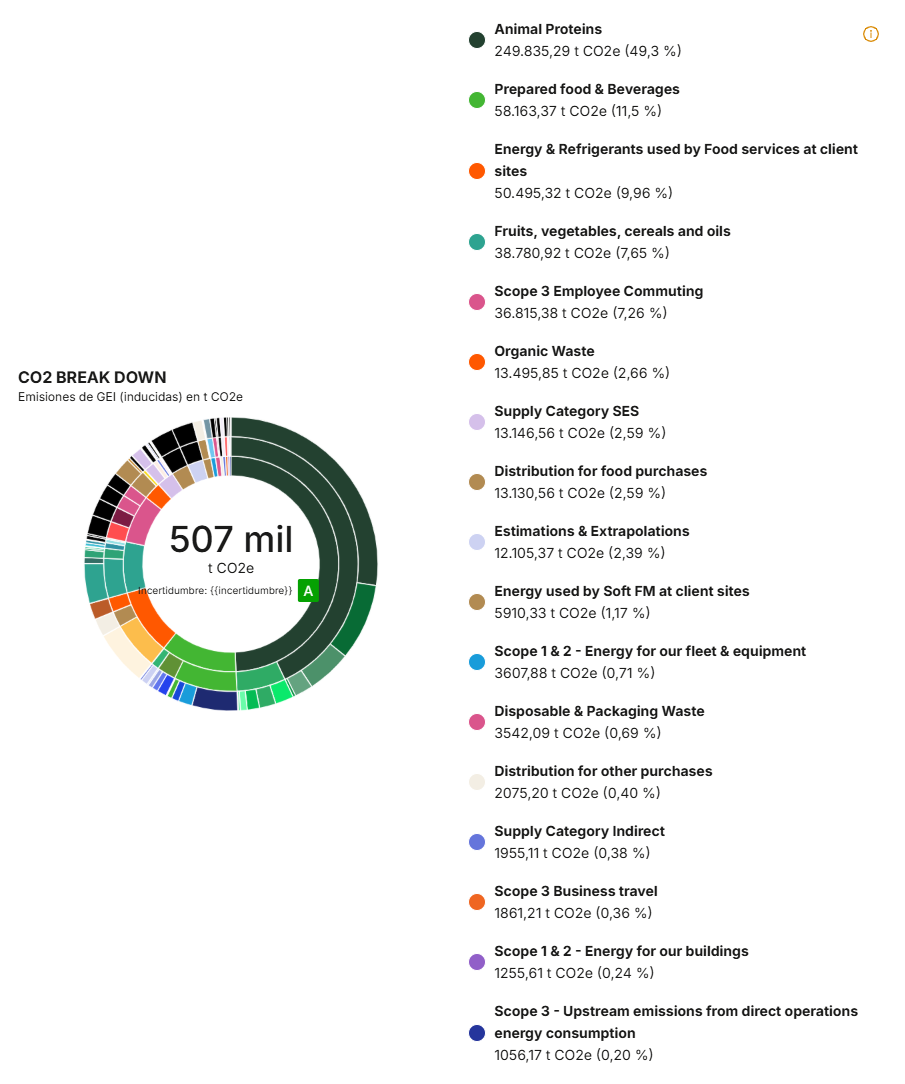 CO2 BREAK DOWN
Emisiones de GEI (inducidas) en t CO2e
507 mil
t CO2e
Incertidumbre: {{incertidumbre}} A
Animal Proteins
249.835,29 t CO2e (49,3 %)
Prepared food & Beverages
58.163,37 t CO2e (11,5 %)
Energy & Refrigerants used by Food services at client
sites
50.495,32 t CO2e (9,96 %)
Fruits, vegetables, cereals and oils
38.780,92 t CO2e (7,65 %)
Scope 3 Employee Commuting
36.815,38 t CO2e (7,26 %)
Organic Waste
13.495,85 t CO2e (2,66 %)
Supply Category SES
13.146,56 t CO2e (2,59 %)
Distribution for food purchases
13.130,56 t CO2e (2,59 %)
Estimations & Extrapolations
12.105,37 t CO2e (2,39 %)
Energy used by Soft FM at client sites
5910,33 t CO2e (1,17 %)
Scope 1 & 2 - Energy for our fleet & equipment
3607,88 t CO2e (0,71 %)
Disposable & Packaging Waste
3542,09 t CO2e (0,69 %)
Distribution for other purchases
2075,20 t CO2e (0,40 %)
Supply Category Indirect
1955,11 t CO2e (0,38 %)
Scope 3 Business travel
1861,21 t CO2e (0,36 %)
Scope 1 & 2 - Energy for our buildings
1255,61 t CO2e (0,24 %)
Scope 3 - Upstream emissions from direct operations
energy consumption
1056,17 t CO2e (0,20 %)